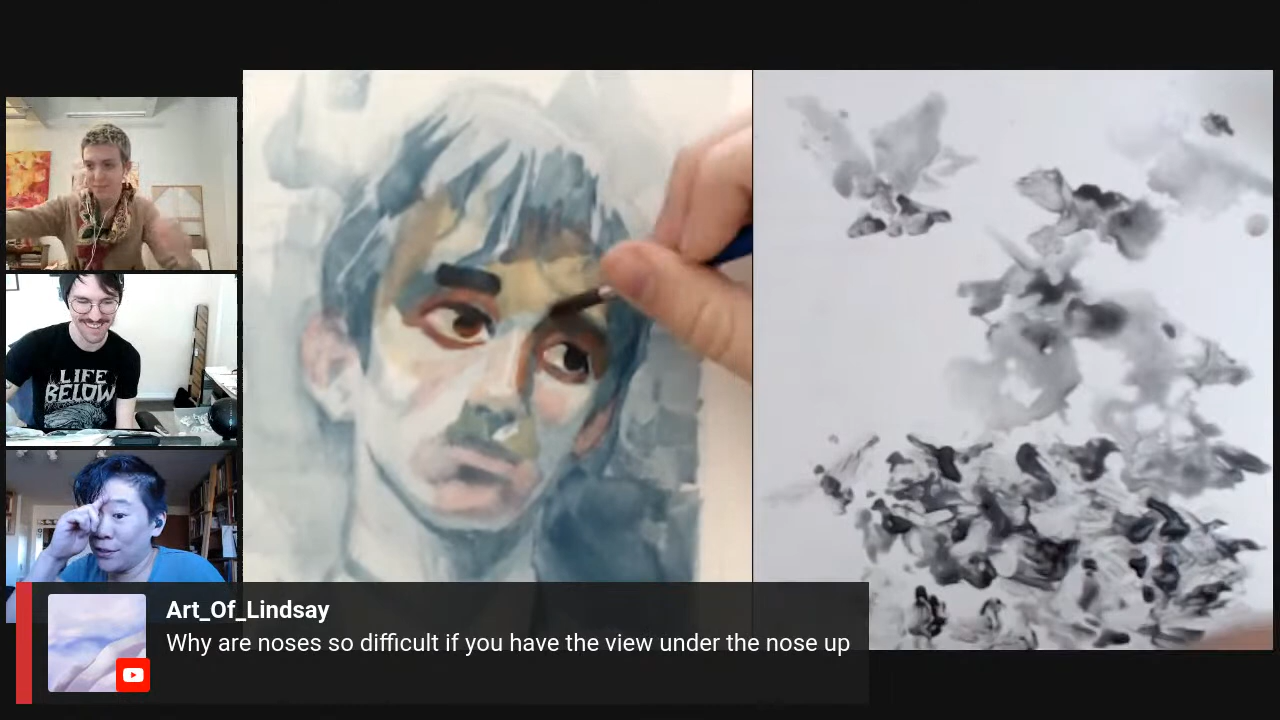 LIFE
BELOW
Art_Of_Lindsay
Why are noses so difficult if you have the view under the nose up